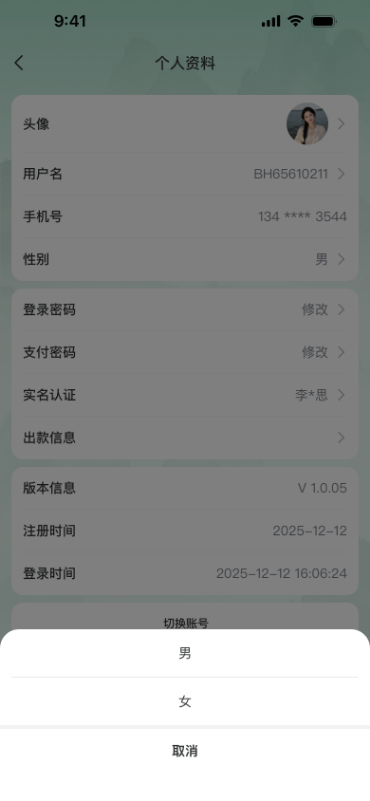 9:41
个人资料
头像
用户名 BH65610211
手机号 134 **** 3544
性别 男
登录密码 修改
支付密码 修改
实名认证 李*思
出款信息
版本信息 V 1.0.05
注册时间 2025-12-12
登录时间 2025-12-12 16:06:24
切换账号
男
女
取消